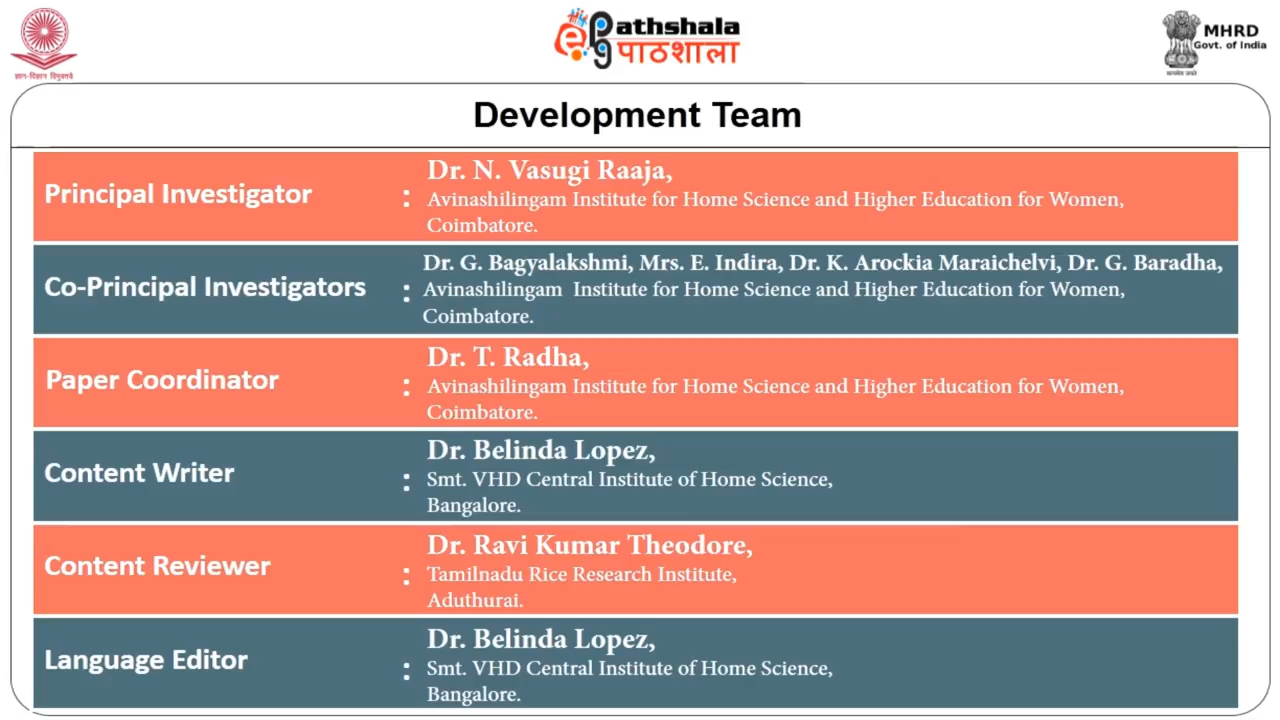 ज्ञान-विज्ञान विमुक्तये
ePathshala
पाठशाला
MHRD
Govt. of India
सत्यमेव जयते
Development Team
Principal Investigator
:
Dr. N. Vasugi Raaja,
Avinashilingam Institute for Home Science and Higher Education for Women,
Coimbatore.
Co-Principal Investigators
:
Dr. G. Bagyalakshmi, Mrs. E. Indira, Dr. K. Arockia Maraichelvi, Dr. G. Baradha,
Avinashilingam Institute for Home Science and Higher Education for Women,
Coimbatore.
Paper Coordinator
:
Dr. T. Radha,
Avinashilingam Institute for Home Science and Higher Education for Women,
Coimbatore.
Content Writer
:
Dr. Belinda Lopez,
Smt. VHD Central Institute of Home Science,
Bangalore.
Content Reviewer
:
Dr. Ravi Kumar Theodore,
Tamilnadu Rice Research Institute,
Aduthurai.
Language Editor
:
Dr. Belinda Lopez,
Smt. VHD Central Institute of Home Science,
Bangalore.